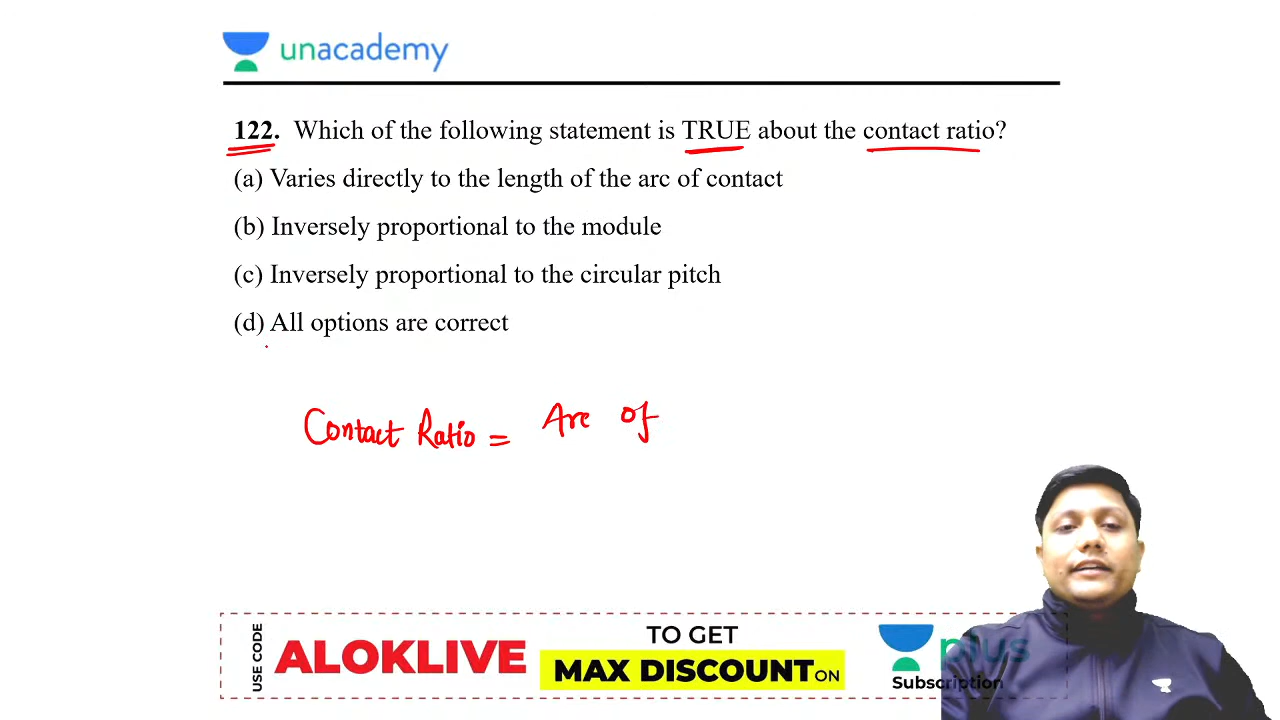 unacademy
122. Which of the following statement is TRUE about the contact ratio?
(a) Varies directly to the length of the arc of contact
(b) Inversely proportional to the module
(c) Inversely proportional to the circular pitch
(d) All options are correct
Contact Ratio = Arc of
USE CODE
ALOKLIVE
TO GET
MAX DISCOUNT ON
plus
Subscription